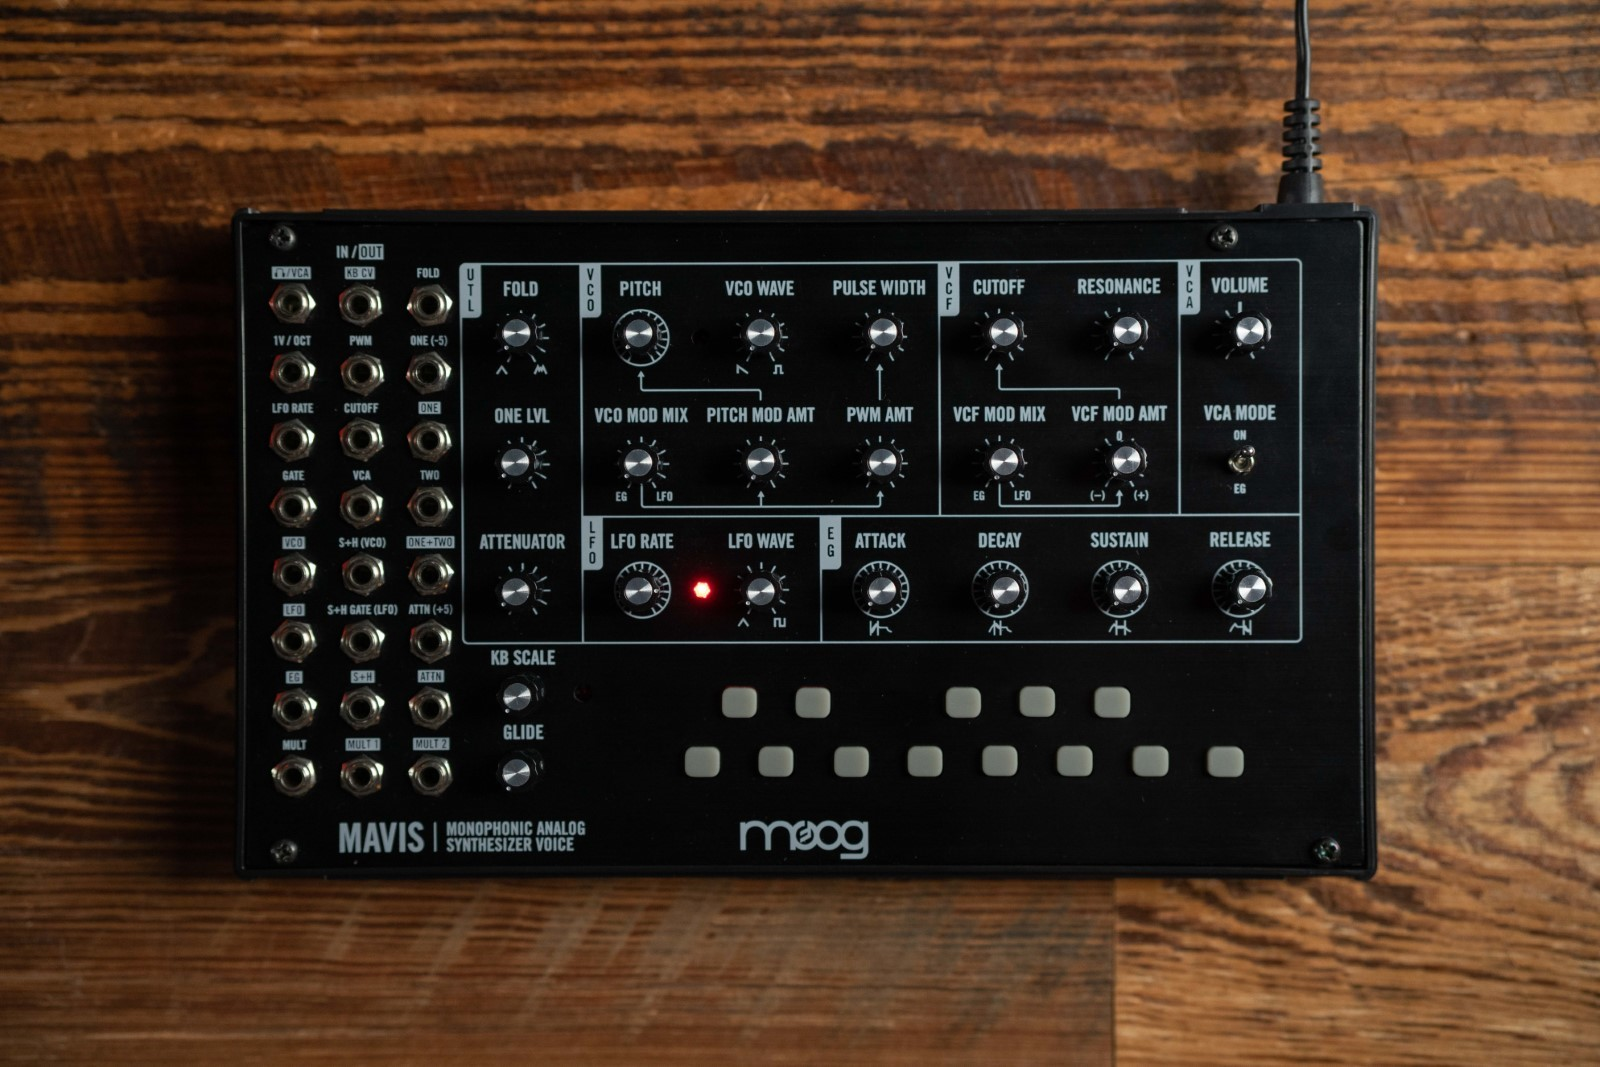 IN / OUT
/VCA KB CV FOLD
1V / OCT PWM ONE (-5)
LFO RATE CUTOFF ONE
GATE VCA TWO
VCO S+H (VCO) ONE+TWO
LFO S+H GATE (LFO) ATTN (+5)
EG S+H ATTN
MULT MULT 1 MULT 2
UTL
FOLD
ONE LVL
ATTENUATOR
VCO
PITCH VCO WAVE PULSE WIDTH
VCO MOD MIX PITCH MOD AMT PWM AMT
EG LFO
VCF
CUTOFF RESONANCE
VCF MOD MIX VCF MOD AMT
0
EG LFO (−) (+)
VCA
VOLUME
VCA MODE
ON
EG
LFO
LFO RATE LFO WAVE
EG
ATTACK DECAY SUSTAIN RELEASE
KB SCALE
GLIDE
MAVIS | MONOPHONIC ANALOG
SYNTHESIZER VOICE
moog